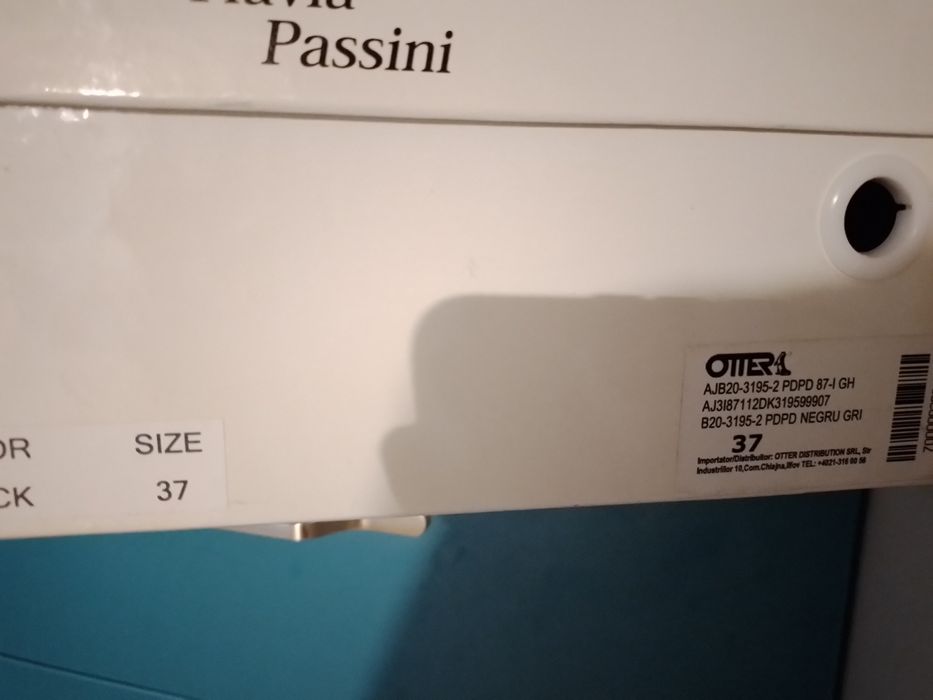 Passini
OR SIZE
CK 37
OTTER
AJB20-3195-2 PDPD 87-I GH
AJ3I87112DK319599907
B20-3195-2 PDPD NEGRU GRI
37
Importator/Distribuitor: OTTER DISTRIBUTION SRL, Str
Industriilor 10,Com.Chiajna,Ilfov TEL: +4021-316 00 56